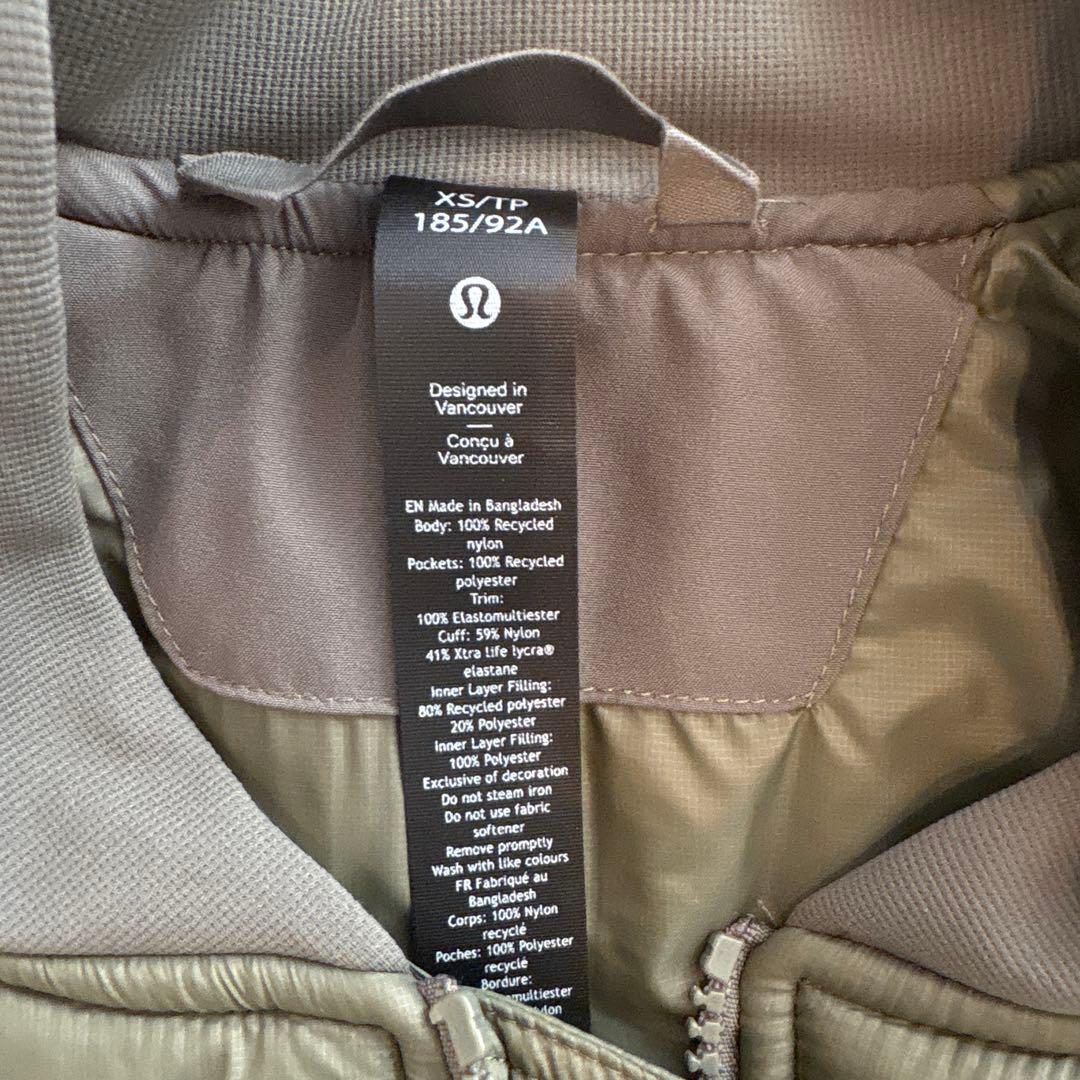 XS/TP
185/92A
Designed in
Vancouver
Conçu à
Vancouver
EN Made in Bangladesh
Body: 100% Recycled
nylon
Pockets: 100% Recycled
polyester
Trim:
100% Elastomultiester
Cuff: 59% Nylon
41% Xtra life lycra®
elastane
Inner Layer Filling:
80% Recycled polyester
20% Polyester
Inner Layer Filling:
100% Polyester
Exclusive of decoration
Do not steam iron
Do not use fabric
softener
Remove promptly
Wash with like colours
FR Fabriqué au
Bangladesh
Corps: 100% Nylon
recyclé
Poches: 100% Polyester
recyclé
Bordure: